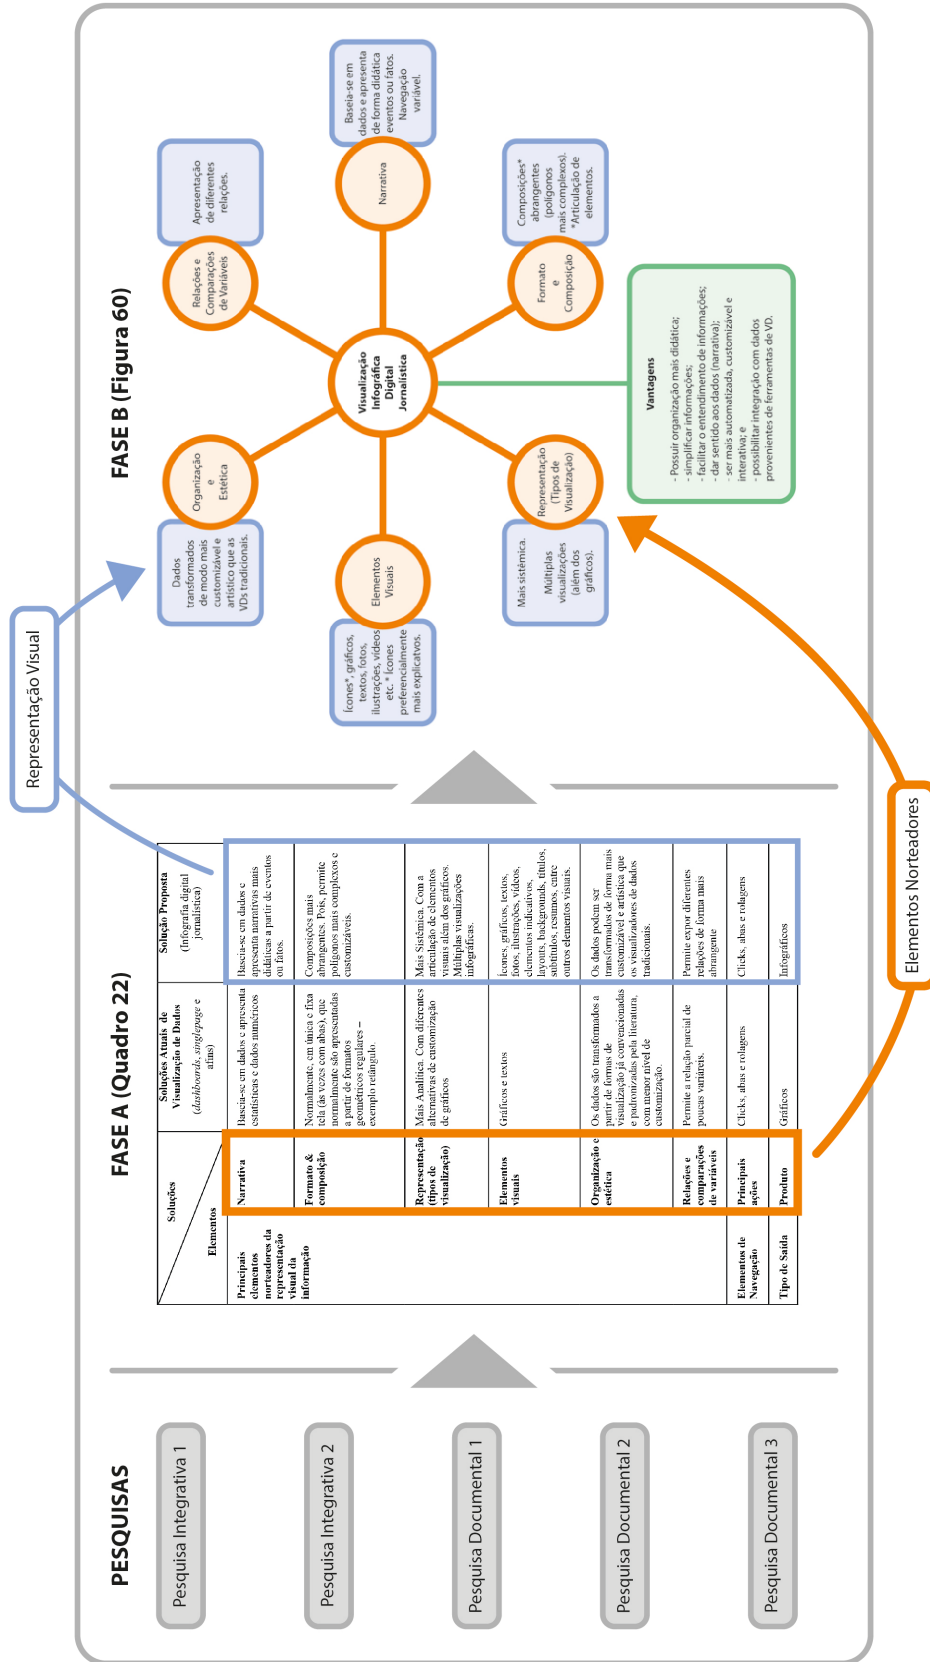 PESQUISAS
Pesquisa Integrativa 1
Pesquisa Integrativa 2
Pesquisa Documental 1
Pesquisa Documental 2
Pesquisa Documental 3
FASE A (Quadro 22)
Soluções
Elementos
Soluções Atuais de
Visualização de Dados
(dashboards, singlepage e
afins)
Solução Proposta
(Infografia digital
jornalística)
Principais
elementos
norteadores da
representação
visual da
informação
Narrativa
Baseia-se em dados e apresenta
estatísticas e dados numéricos
Baseia-se em dados e
apresenta narrativas mais
didáticas a partir de eventos
ou fatos.
Formato &
composição
Normalmente, em única e fixa
tela (às vezes com abas), que
normalmente são apresentadas
a partir de formatos
geométricos regulares –
exemplo retângulo.
Composições mais
abrangentes. Pois, permite
polígonos mais complexos e
customizáveis.
Representação
(tipos de
visualização)
Mais Analítica. Com diferentes
alternativas de customização
de gráficos
Mais Sistêmica. Com a
articulação de elementos
visuais além dos gráficos.
Múltiplas visualizações
infográficas.
Elementos
visuais
Gráficos e textos
Ícones, gráficos, textos,
fotos, ilustrações, vídeos,
elementos indicativos,
layouts, backgrounds, títulos,
subtítulos, resumos, entre
outros elementos visuais.
Organização e
estética
Os dados são transformados a
partir de formas de
visualização já convencionadas
e padronizadas pela literatura,
com menor nível de
customização.
Os dados podem ser
transformados de forma mais
customizável e artística que
os visualizadores de dados
tradicionais.
Relações e
comparações
de variáveis
Permite a relação parcial de
poucas variáveis.
Permite expor diferentes
relações de forma mais
abrangente
Elementos de
Navegação
Principais
ações
Clicks, abas e rolagens
Clicks, abas e rolagens
Tipo de Saída
Produto
Gráficos
Infográficos
Representação Visual
Elementos Norteadores
FASE B (Figura 60)
Visualização
Infográfica
Digital
Jornalística
Organização
e
Estética
Dados
transformados
de modo mais
customizável e
artístico que as
VDs tradicionais.
Relações e
Comparações
de Variáveis
Apresentação
de diferentes
relações.
Elementos
Visuais
Ícones*, gráficos,
textos, fotos,
ilustrações, vídeos
etc. * Ícones
preferencialmente
mais explicatvos.
Narrativa
Baseia-se em
dados e apresenta
de forma didática
eventos ou fatos.
Navegação
variável.
Representação
(Tipos de
Visualização)
Mais sistêmica.
Múltiplas
visualizações
(além dos
gráficos).
Formato
e
Composição
Composições*
abrangentes
(polígonos
mais complexos).
*Articulação de
elementos.
Vantagens
- Possuir organização mais didática;
- simplificar informações;
- facilitar o entendimento de informações;
- dar sentido aos dados (narrativa);
- ser mais automatizada, customizável e
interativa; e
- possibilitar integração com dados
provenientes de ferramentas de VD.